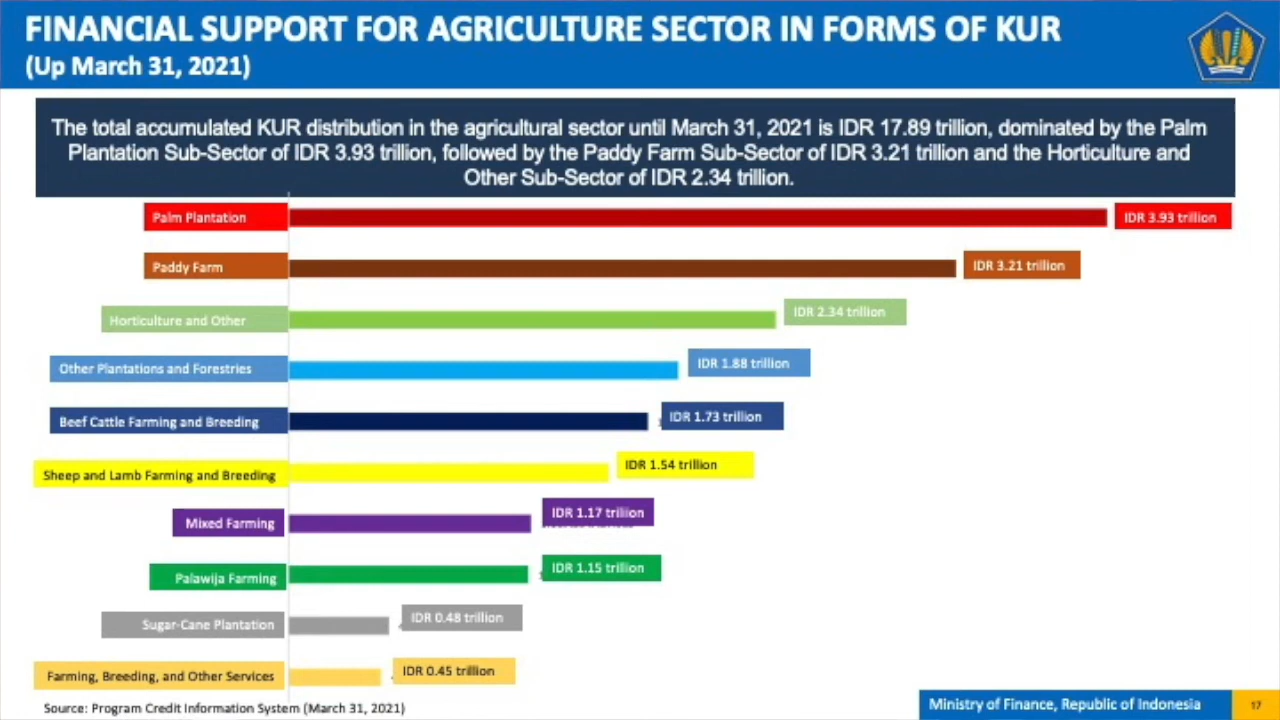 FINANCIAL SUPPORT FOR AGRICULTURE SECTOR IN FORMS OF KUR
(Up March 31, 2021)
The total accumulated KUR distribution in the agricultural sector until March 31, 2021 is IDR 17.89 trillion, dominated by the Palm
Plantation Sub-Sector of IDR 3.93 trillion, followed by the Paddy Farm Sub-Sector of IDR 3.21 trillion and the Horticulture and
Other Sub-Sector of IDR 2.34 trillion.
Palm Plantation IDR 3.93 trillion
Paddy Farm IDR 3.21 trillion
Horticulture and Other IDR 2.34 trillion
Other Plantations and Forestries IDR 1.88 trillion
Beef Cattle Farming and Breeding IDR 1.73 trillion
Sheep and Lamb Farming and Breeding IDR 1.54 trillion
Mixed Farming IDR 1.17 triliion
Palawija Farming IDR 1.15 trillion
Sugar-Cane Plantation IDR 0.48 trillion
Farming, Breeding, and Other Services IDR 0.45 trillion
Source: Program Credit Information System (March 31, 2021)
Ministry of Finance, Republic of Indonesia 17